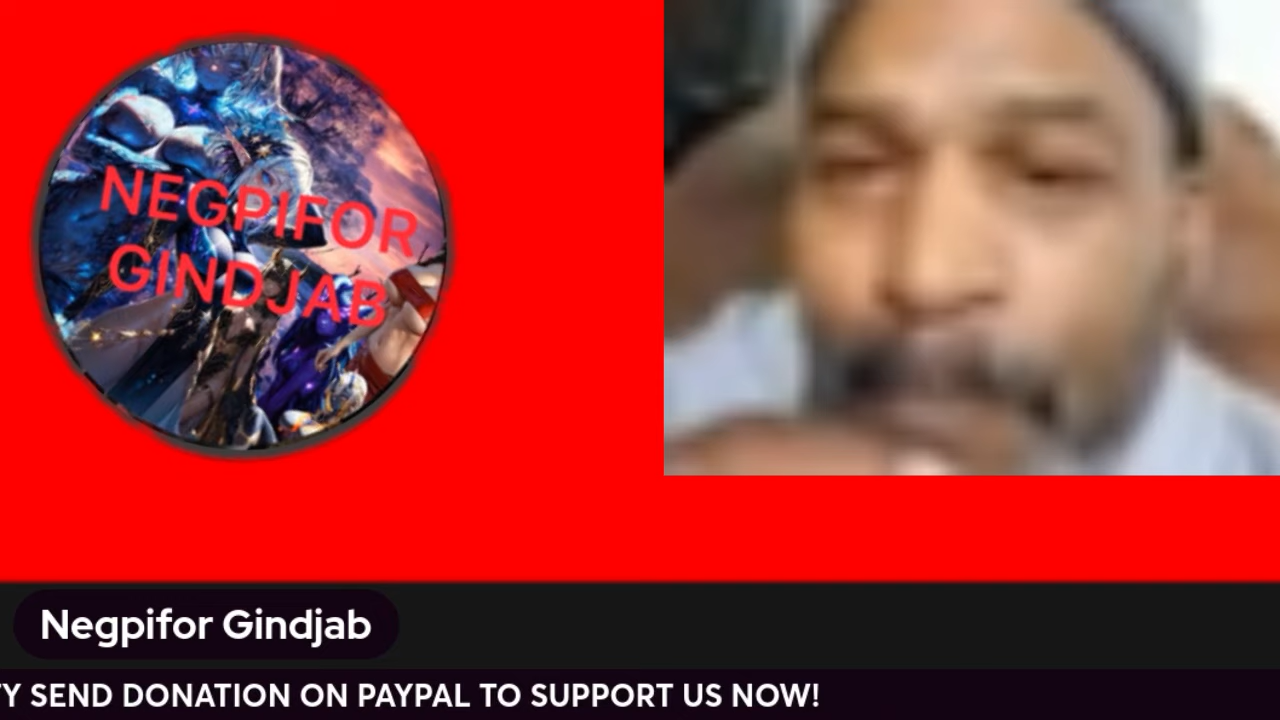 NEGPIFOR
GINDJAB
Negpifor Gindjab
Y SEND DONATION ON PAYPAL TO SUPPORT US NOW!